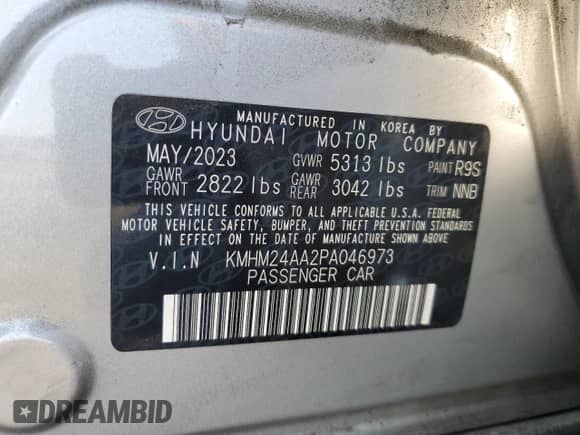 MANUFACTURED IN KOREA BY
HYUNDAI MOTOR COMPANY
MAY/2023 GVWR 5313 lbs PAINT R9S
GAWR FRONT 2822 lbs GAWR REAR 3042 lbs TRIM NNB
THIS VEHICLE CONFORMS TO ALL APPLICABLE U.S.A. FEDERAL
MOTOR VEHICLE SAFETY, BUMPER, AND THEFT PREVENTION STANDARDS
IN EFFECT ON THE DATE OF MANUFACTURE SHOWN ABOVE
V.I.N KMHM24AA2PA046973
PASSENGER CAR
DREAMBID